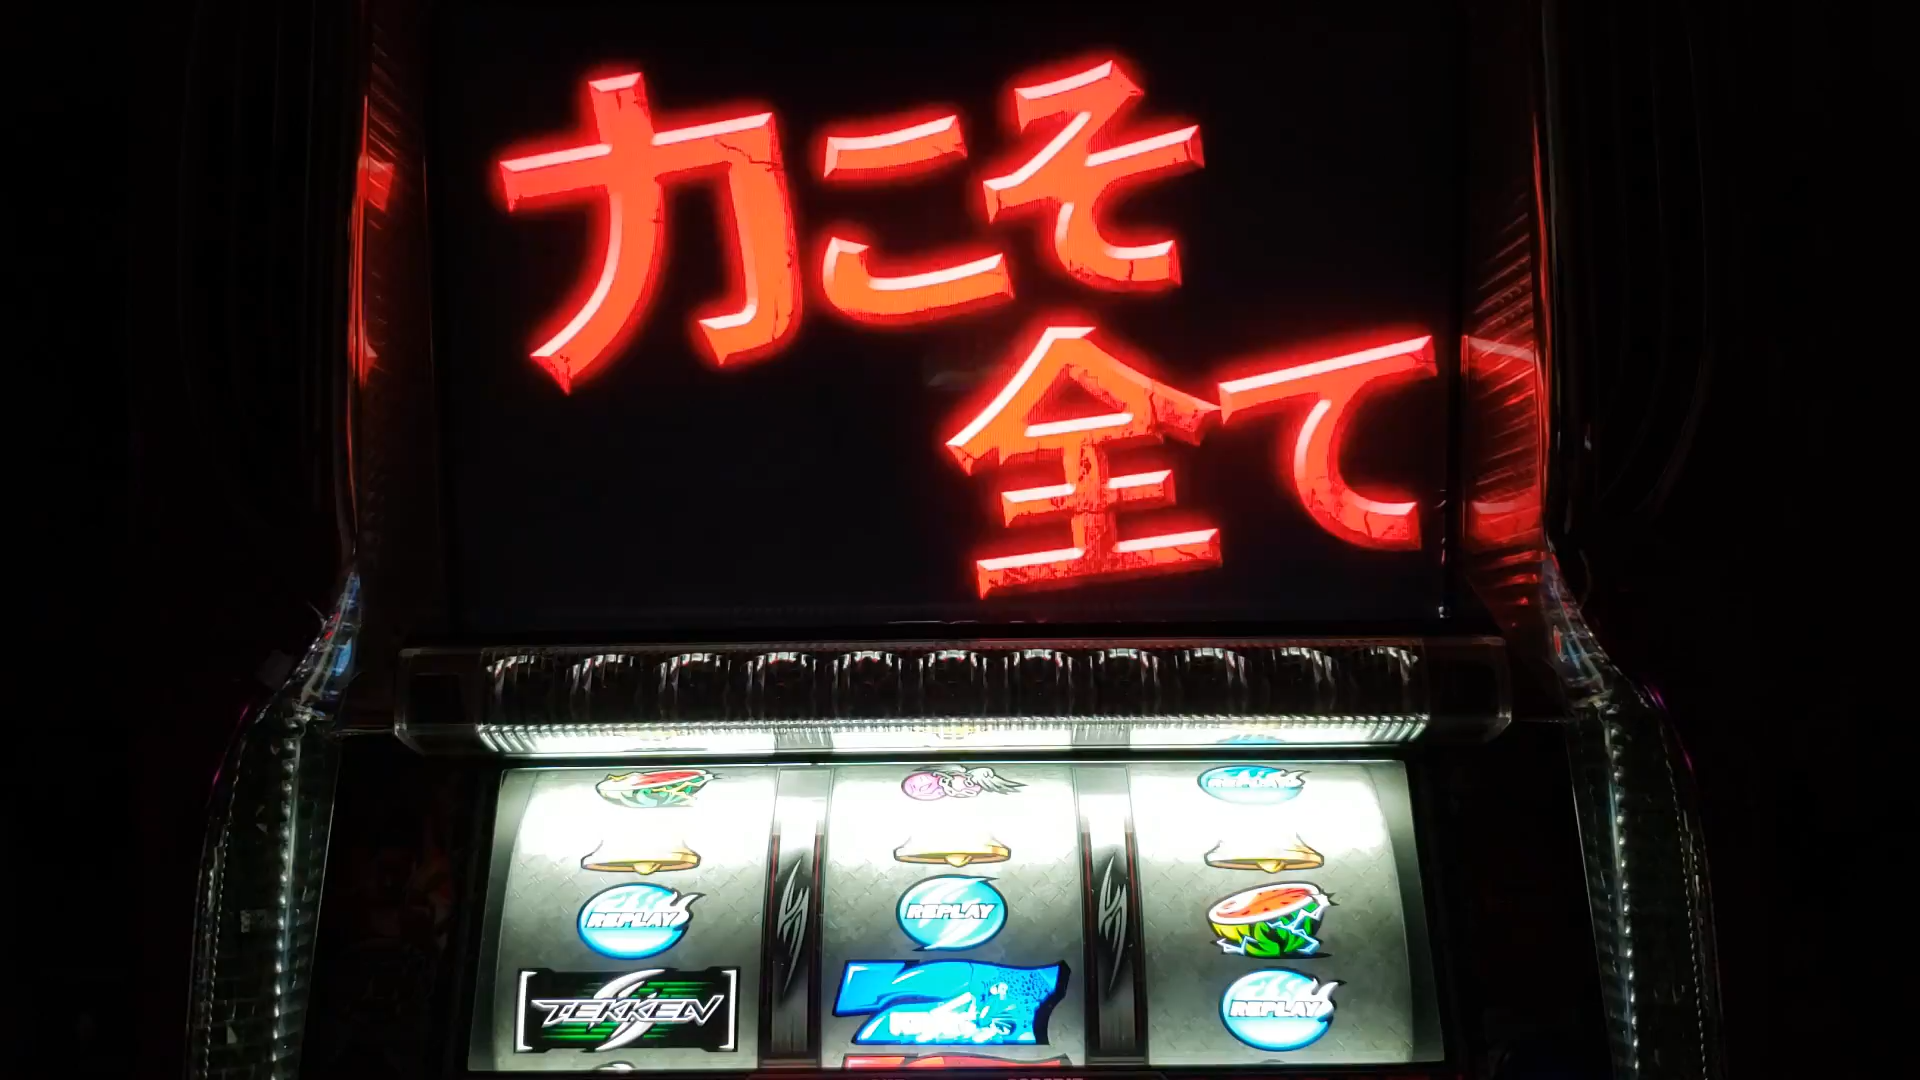 力こそ
全て
REPLAY
REPLAY REPLAY
TEKKEN REPLAY